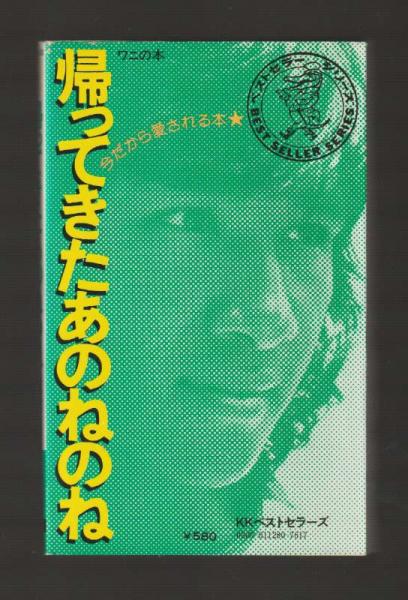 ワニの本
帰ってきたあのねのね
今だから愛される本★
ベストセラーシリーズ
BEST SELLER SERIES
¥580
KKベストセラーズ